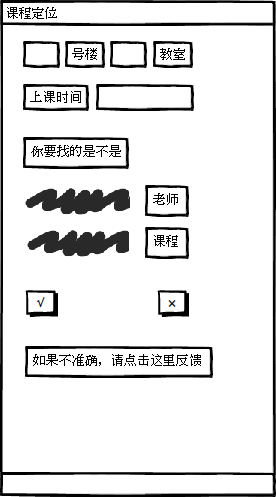 课程定位
号楼 教室
上课时间
你要找的是不是
老师
课程
√ ×
如果不准确，请点击这里反馈